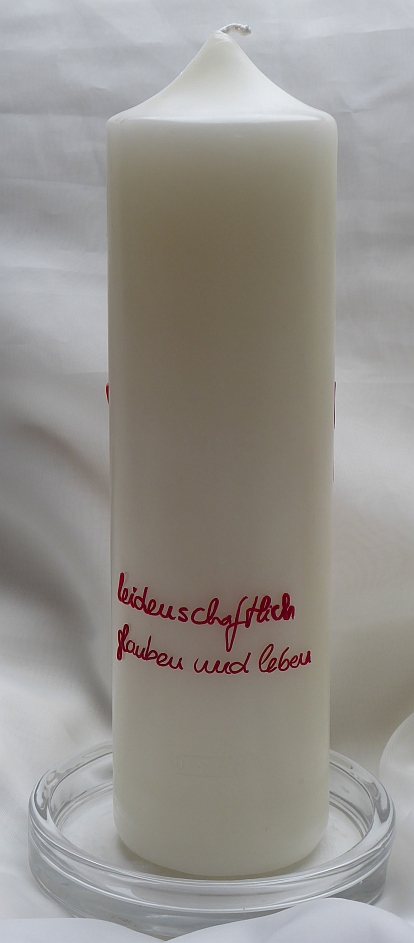 leidenschaftlich
glauben und leben